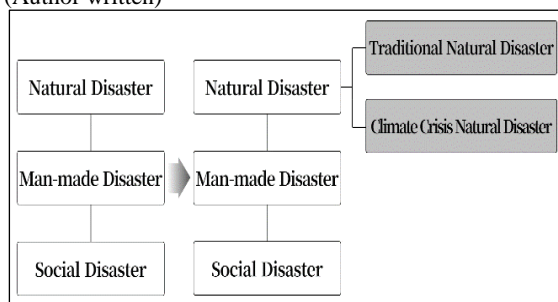 (Author written)
Traditional Natural Disaster
Natural Disaster
Natural Disaster
Climate Crisis Natural Disaster
Man-made Disaster
Man-made Disaster
Social Disaster
Social Disaster